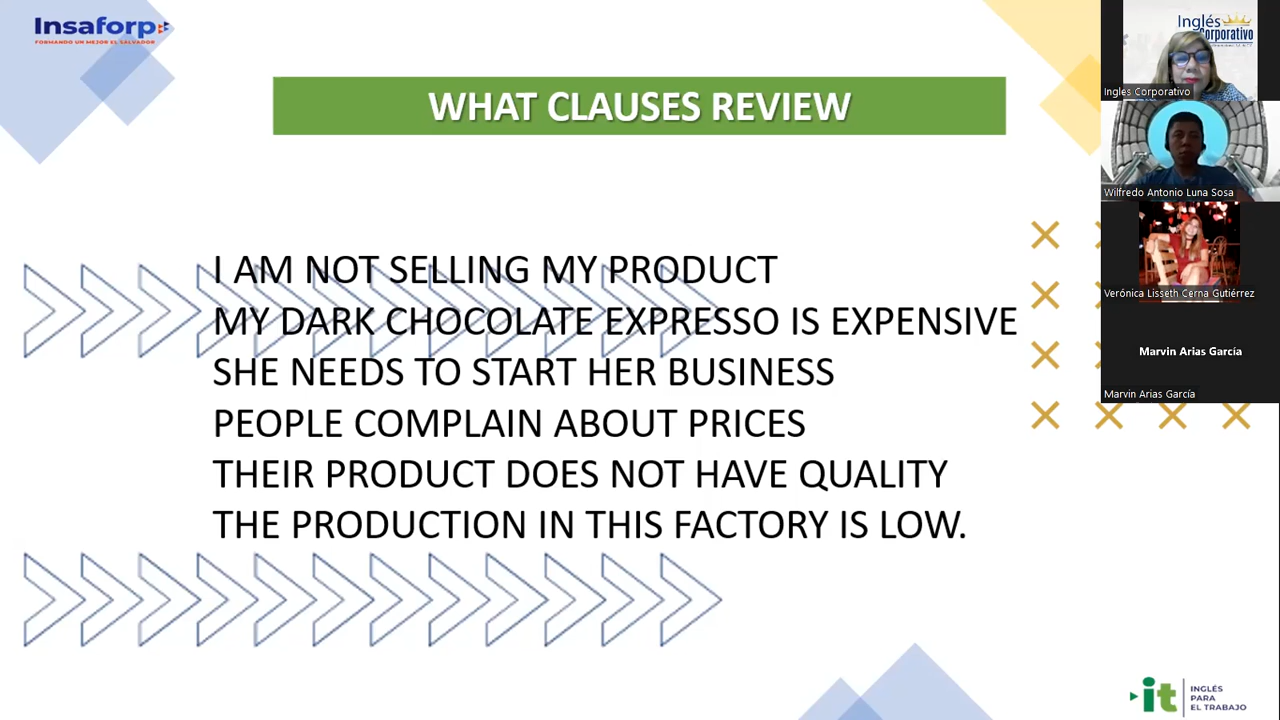 Insaforp
FORMANDO UN MEJOR EL SALVADOR
WHAT CLAUSES REVIEW
I AM NOT SELLING MY PRODUCT
MY DARK CHOCOLATE EXPRESSO IS EXPENSIVE
SHE NEEDS TO START HER BUSINESS
PEOPLE COMPLAIN ABOUT PRICES
THEIR PRODUCT DOES NOT HAVE QUALITY
THE PRODUCTION IN THIS FACTORY IS LOW.
Inglés
Corporativo
Ingles Corporativo
Wilfredo Antonio Luna Sosa
Verónica Lisseth Cerna Gutiérrez
Marvin Arias García
Marvin Arias García
it
INGLÉS
PARA
EL TRABAJO